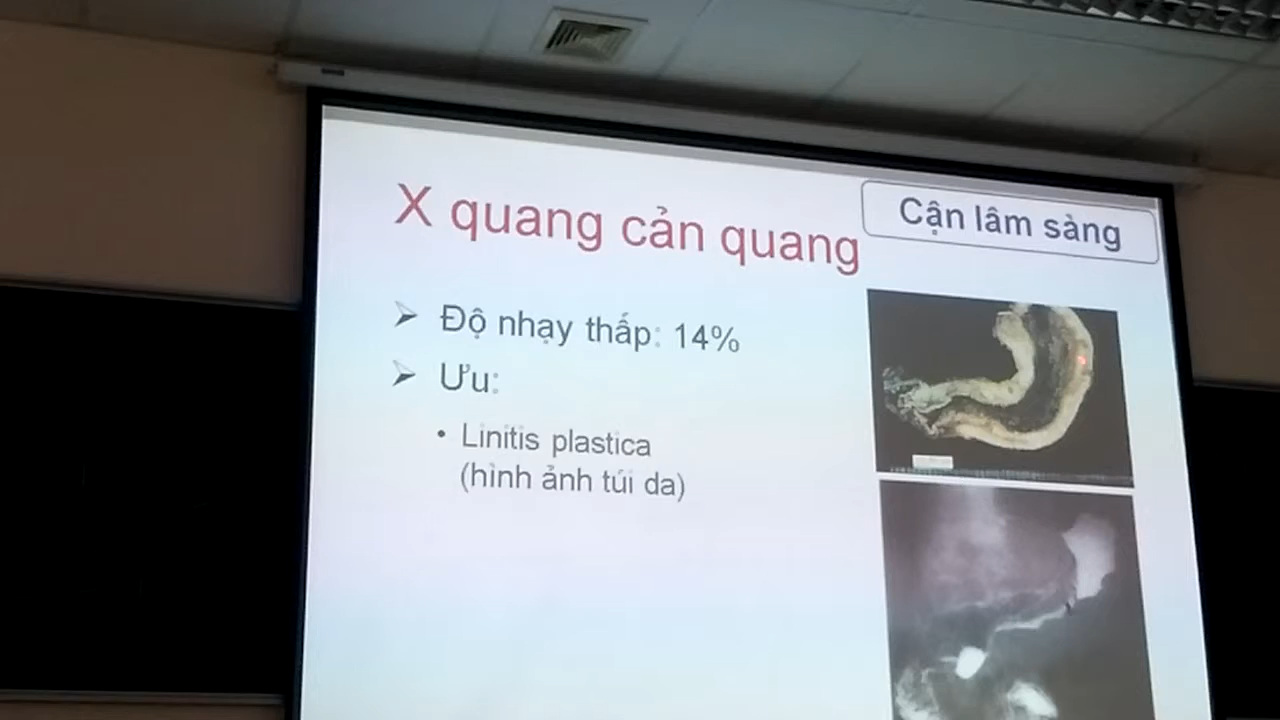 Cận lâm sàng
X quang cản quang
Độ nhạy thấp: 14%
Ưu:
Linitis plastica
(hình ảnh túi da)